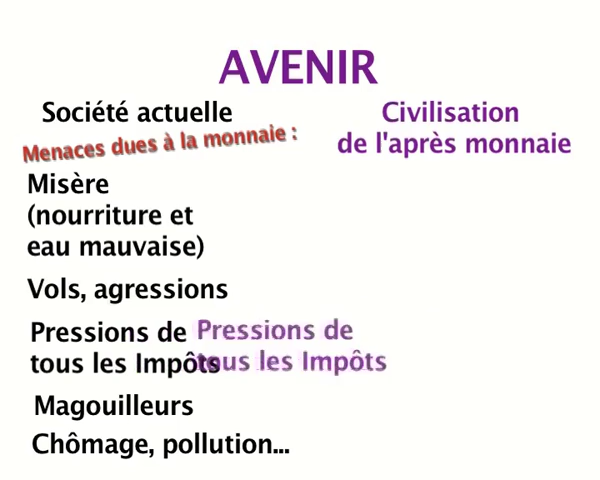 AVENIR
Société actuelle
Civilisation
de l'après monnaie
Menaces dues à la monnaie :
Misère
(nourriture et
eau mauvaise)
Vols, agressions
Pressions de
tous les Impôts
Pressions de
tous les Impôts
Magouilleurs
Chômage, pollution...